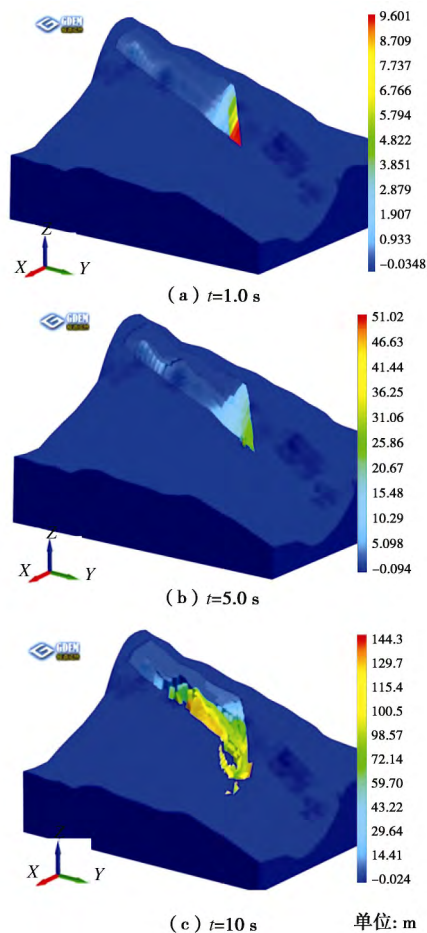 GDEM
9.601
8.709
7.737
6.766
5.794
4.822
3.851
2.879
1.907
0.933
−0.0348
Z
X
Y
(a) t=1.0 s
GDEM
51.02
46.63
41.44
36.25
31.06
25.86
20.67
15.48
10.29
5.098
−0.094
Z
X
Y
(b) t=5.0 s
GDEM
144.3
129.7
115.4
100.5
98.57
72.14
59.70
43.22
29.64
14.41
−0.024
X
Y
(c) t=10 s
单位: m